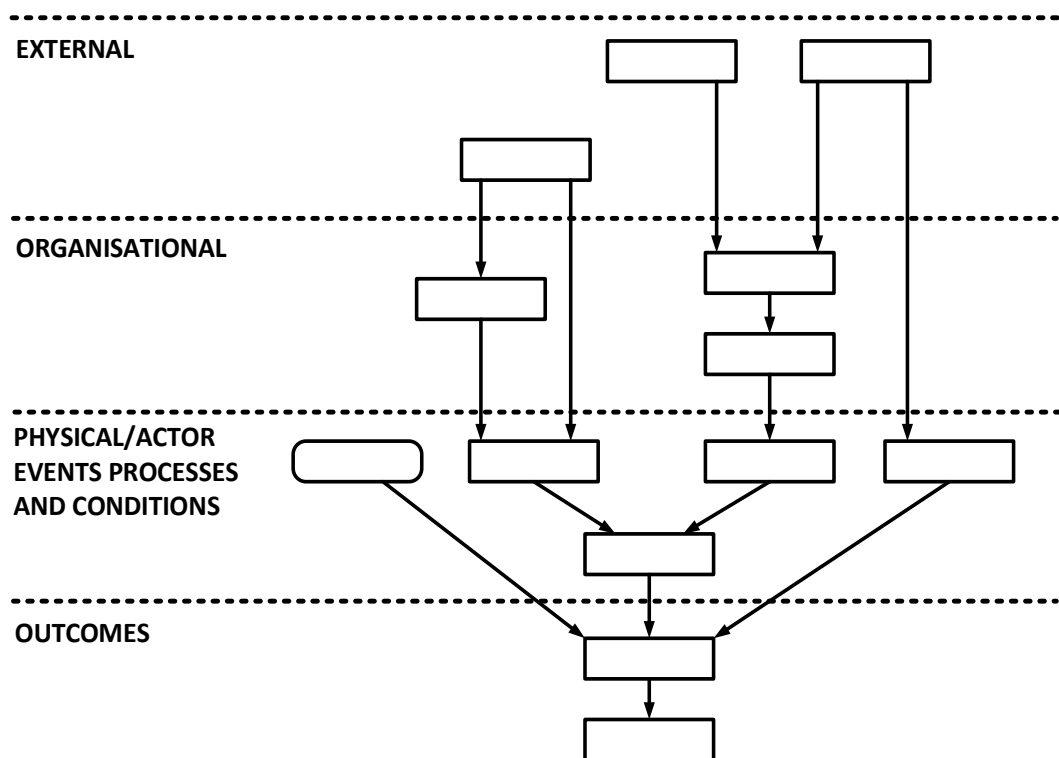 EXTERNAL
ORGANISATIONAL
PHYSICAL/ACTOR
EVENTS PROCESSES
AND CONDITIONS
OUTCOMES